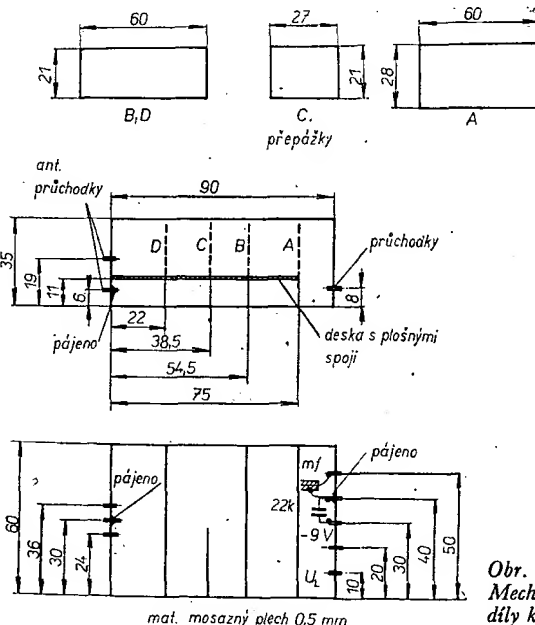 60
27
60
21
21
28
B,D
C.
A
přepážky
ant.
průchodky
90
35
19
11
6
D
C
B
A
průchodky
8
pájeno
22
deska s plošnými
spoji
38,5
54,5
75
60
36
30
24
pájeno
mf
pájeno
22k
-9 V
U_L
10
20
30
40
50
mat. mosazný plech 0,5 mm
Obr.
Mech
díly k